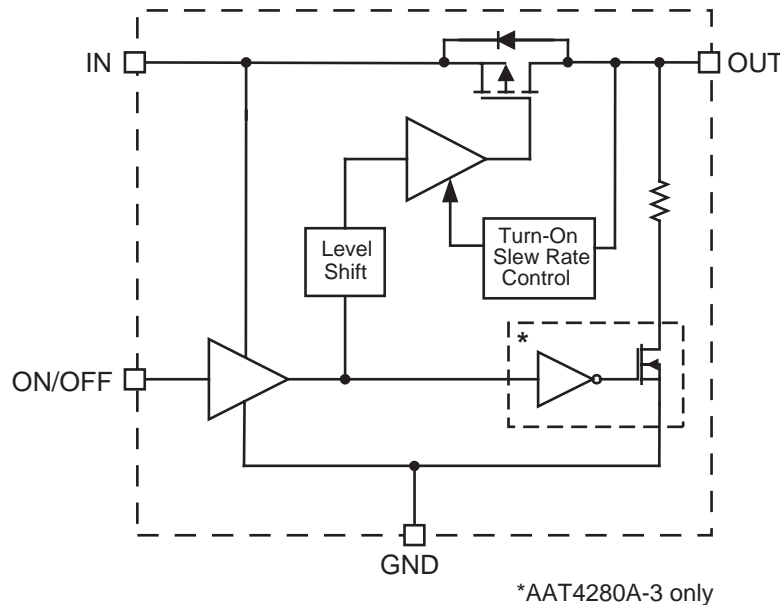 IN
OUT
Level
Shift
Turn-On
Slew Rate
Control
*
ON/OFF
GND
*AAT4280A-3 only